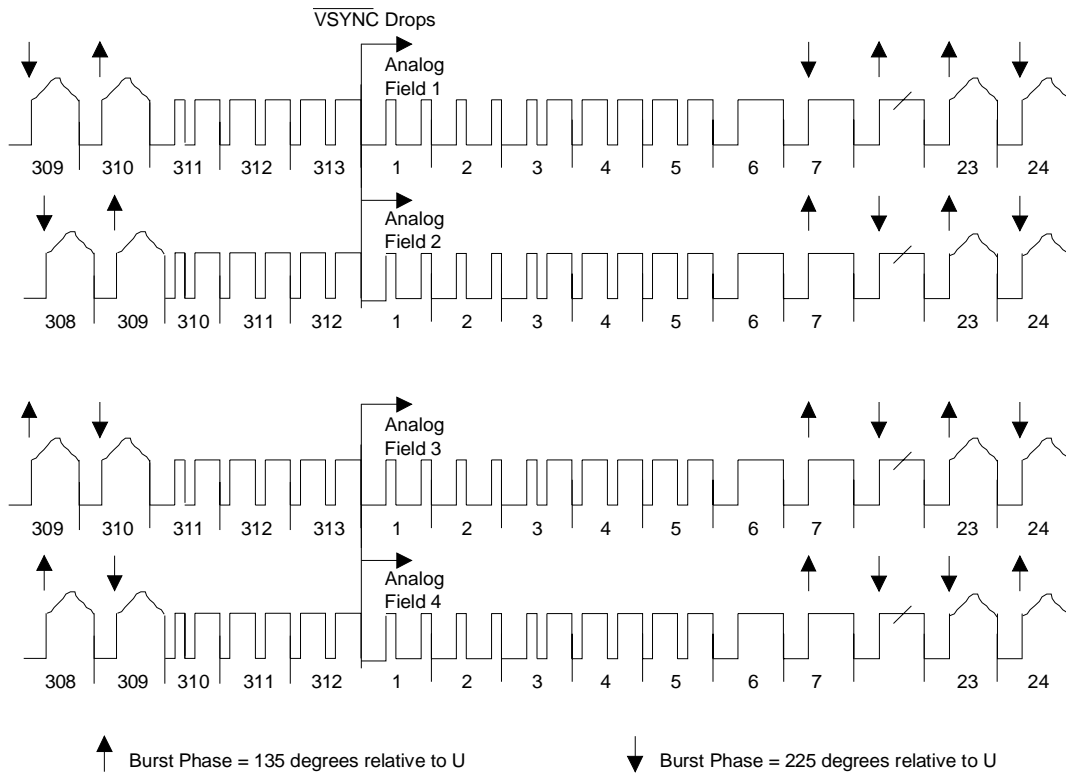 VSYNC Drops
Analog
Field 1
309 310 311 312 313 1 2 3 4 5 6 7 23 24
Analog
Field 2
308 309 310 311 312 1 2 3 4 5 6 7 23 24
Analog
Field 3
309 310 311 312 313 1 2 3 4 5 6 7 23 24
Analog
Field 4
308 309 310 311 312 1 2 3 4 5 6 7 23 24
Burst Phase = 135 degrees relative to U Burst Phase = 225 degrees relative to U